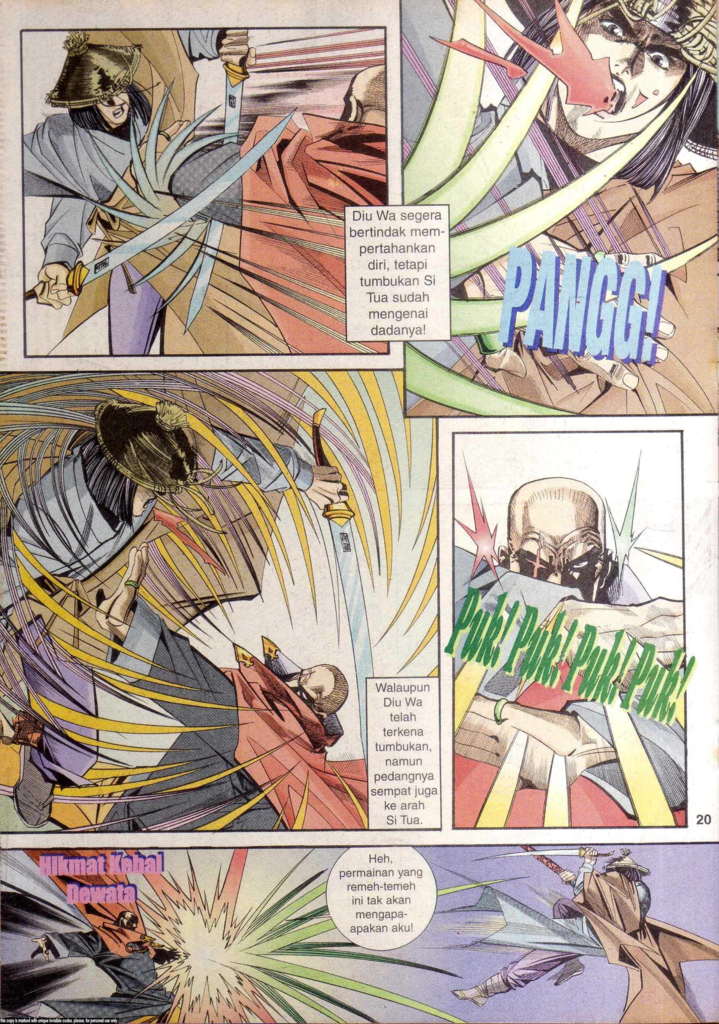 Diu Wa segera
bertindak mem-
pertahankan
diri, tetapi
tumbukan Si
Tua sudah
mengenai
dadanya!
PANGG!
Walaupun
Diu Wa
telah
terkena
tumbukan,
namun
pedangnya
sempat juga
ke arah
Si Tua.
Puk! Puk! Puk! Puk!
20
Hikmat Kebal
Dewata
Heh,
permainan yang
remeh-temeh
ini tak akan
mengapa-
apakan aku!